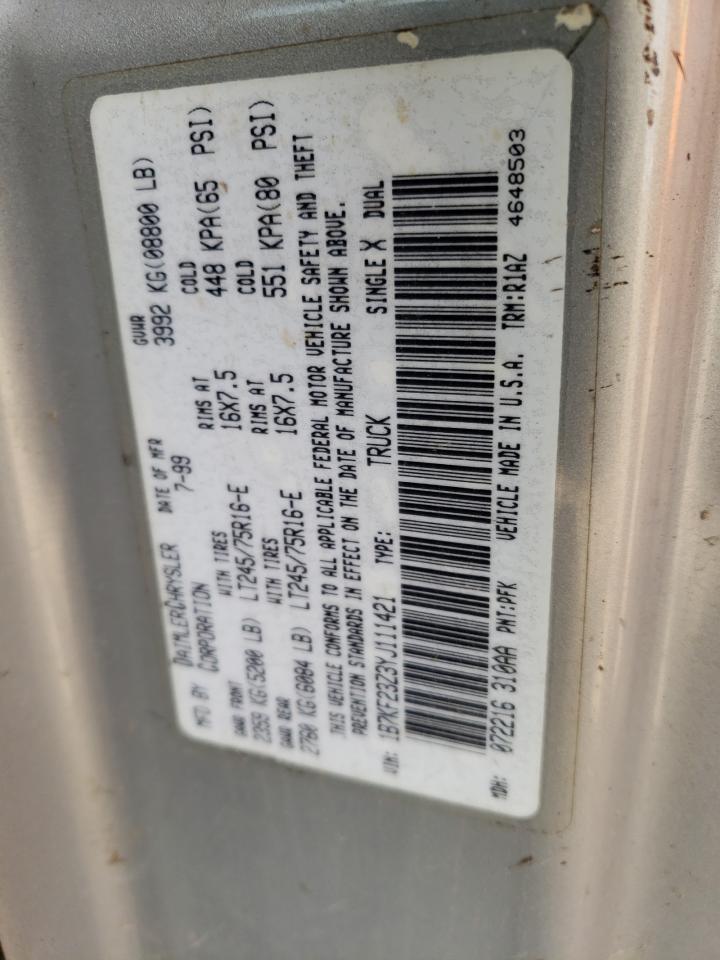 MFD BY DAIMLERCHRYSLER CORPORATION DATE OF MFR 7-99 GVWR 3992 KG(08800 LB)
GAWR FRONT WITH TIRES RIMS AT COLD
2359 KG(5200 LB) LT245/75R16-E 16X7.5 448 KPA(65 PSI)
GAWR REAR WITH TIRES RIMS AT COLD
2760 KG(6084 LB) LT245/75R16-E 16X7.5 551 KPA(80 PSI)
THIS VEHICLE CONFORMS TO ALL APPLICABLE FEDERAL MOTOR VEHICLE SAFETY AND THEFT
PREVENTION STANDARDS IN EFFECT ON THE DATE OF MANUFACTURE SHOWN ABOVE.
VIN: 1B7KF23Z3YJ111421 TYPE: TRUCK SINGLE X DUAL
MDH: 072216 310AA PNT:PFK VEHICLE MADE IN U.S.A. TRM:R1AZ 4648503